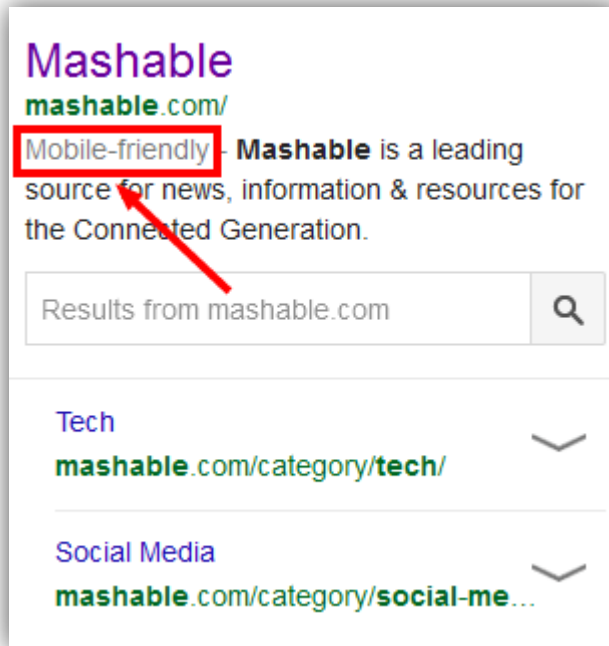 Mashable
mashable.com/
Mobile-friendly - Mashable is a leading
source for news, information & resources for
the Connected Generation.
Results from mashable.com
Tech
mashable.com/category/tech/
Social Media
mashable.com/category/social-me...